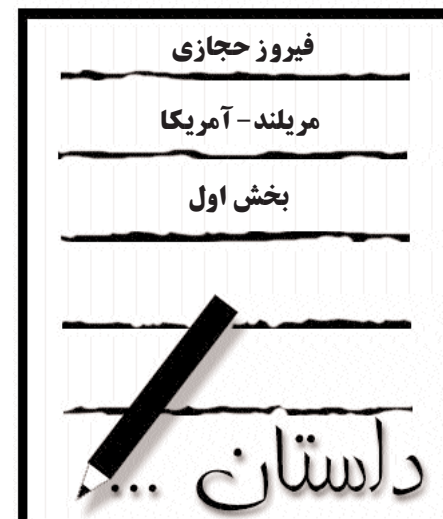 فیروز حجازی
مریلند - آمریکا
بخش اول
داستان ...